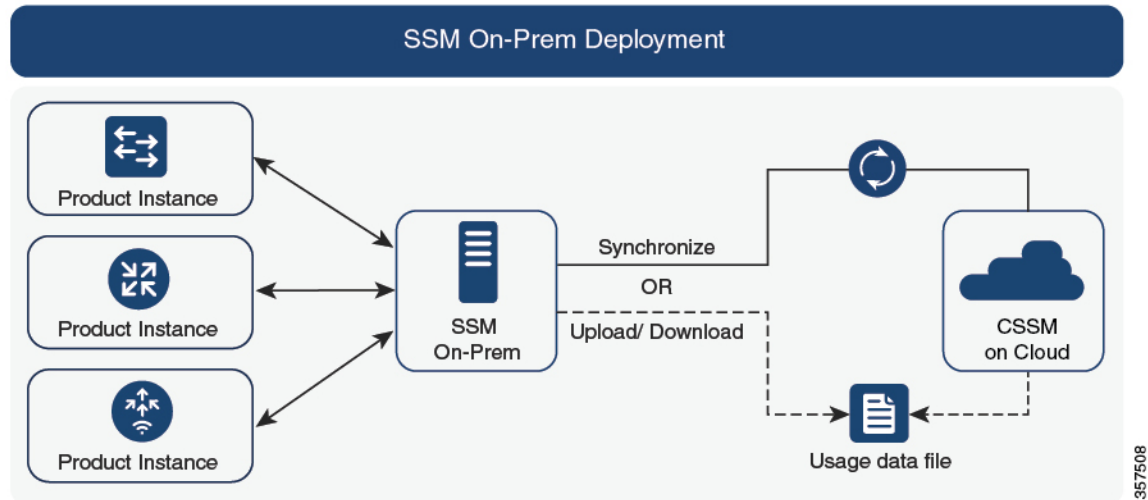 SSM On-Prem Deployment
Product Instance
Product Instance
Product Instance
SSM
On-Prem
Synchronize
OR
Upload/ Download
CSSM
on Cloud
Usage data file
357508